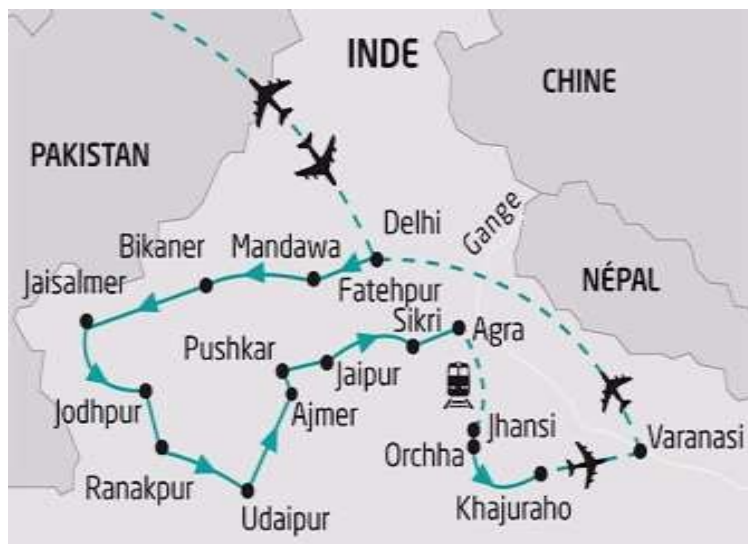 INDE
CHINE
PAKISTAN
Delhi
Gange
Bikaner
Mandawa
NÉPAL
Jaisalmer
Fatehpur
Sikri
Agra
Pushkar
Jaipur
Jodhpur
Ajmer
Jhansi
Varanasi
Orchha
Ranakpur
Khajuraho
Udaipur